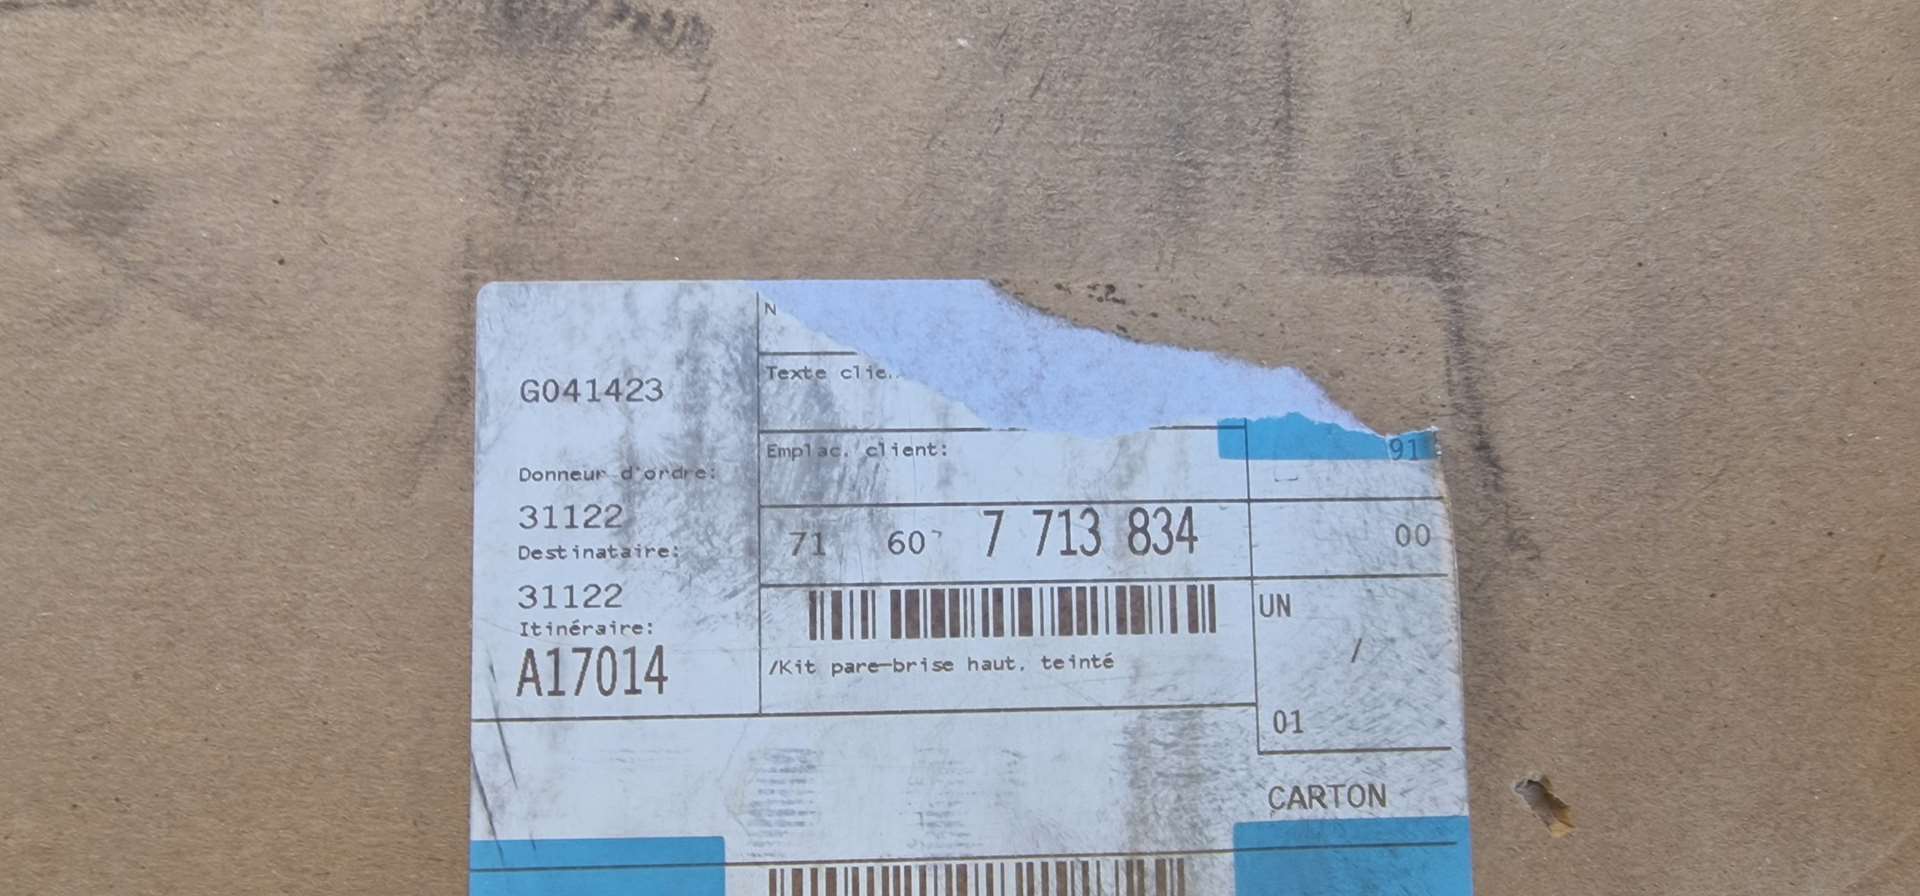 G041423
Donneur d'ordre:
31122
Destinataire:
31122
Itinéraire:
A17014
N
Texte
Emplac. client:
91
71 60 7 713 834
00
/Kit pare-brise haut. teinté
UN
/
01
CARTON